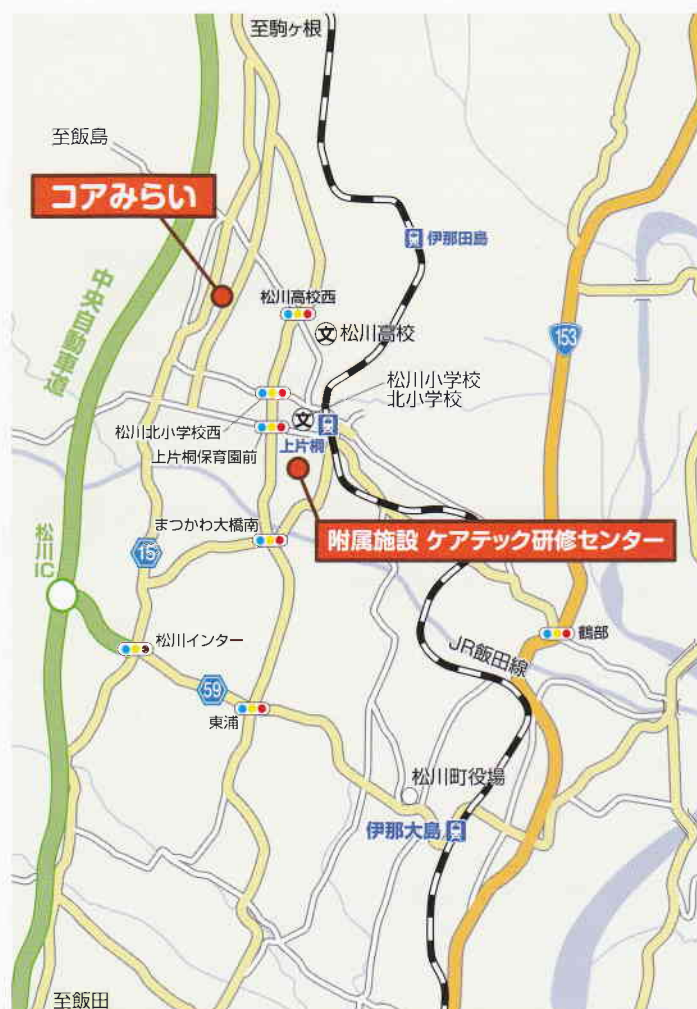 至駒ヶ根
至飯島
コアみらい
伊那田島
中央自動車道
松川高校西
松川高校
153
松川小学校
北小学校
松川北小学校西
上片桐
上片桐保育園前
まつかわ大橋南
附属施設 ケアテック研修センター
松川
IC
15
松川インター
鶴部
JR飯田線
59
東浦
松川町役場
伊那大島
至飯田
文
文